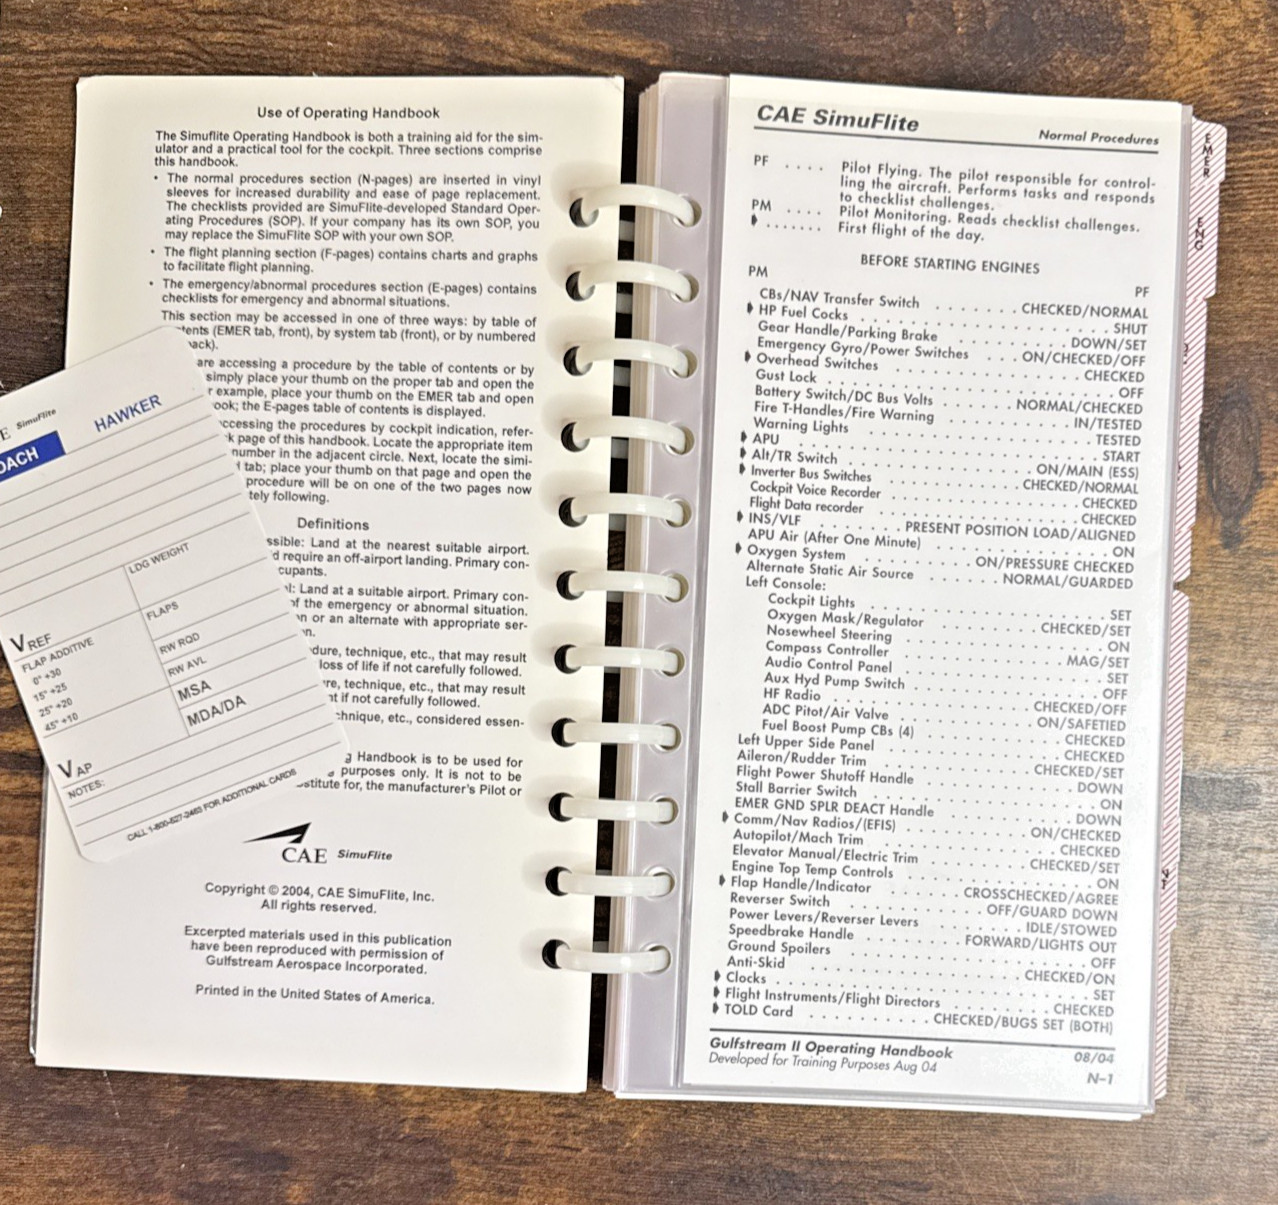 Use of Operating Handbook
The Simuflite Operating Handbook is both a training aid for the sim-
ulator and a practical tool for the cockpit. Three sections comprise
this handbook.
• The normal procedures section (N-pages) are inserted in vinyl
sleeves for increased durability and ease of page replacement.
The checklists provided are SimuFlite-developed Standard Oper-
ating Procedures (SOP). If your company has its own SOP, you
may replace the SimuFlite SOP with your own SOP.
• The flight planning section (F-pages) contains charts and graphs
to facilitate flight planning.
• The emergency/abnormal procedures section (E-pages) contains
checklists for emergency and abnormal situations.
This section may be accessed in one of three ways: by table of
tents (EMER tab, front), by system tab (front), or by numbered
ack).
are accessing a procedure by the table of contents or by
simply place your thumb on the proper tab and open the
r example, place your thumb on the EMER tab and open
ook; the E-pages table of contents is displayed.
ccessing the procedures by cockpit indication, refer-
k page of this handbook. Locate the appropriate item
number in the adjacent circle. Next, locate the simi-
tab; place your thumb on that page and open the
procedure will be on one of the two pages now
tely following.
Definitions
ssible: Land at the nearest suitable airport.
d require an off-airport landing. Primary con-
cupants.
l: Land at a suitable airport. Primary con-
of the emergency or abnormal situation.
n or an alternate with appropriate ser-
n.
dure, technique, etc., that may result
loss of life if not carefully followed.
re, technique, etc., that may result
t if not carefully followed.
chnique, etc., considered essen-
g Handbook is to be used for
purposes only. It is not to be
stitute for, the manufacturer's Pilot or
CAE SimuFlite
Copyright © 2004, CAE SimuFlite, Inc.
All rights reserved.
Excerpted materials used in this publication
have been reproduced with permission of
Gulfstream Aerospace Incorporated.
Printed in the United States of America.
E SimuFlite
OACH HAWKER
LDG WEIGHT
VREF
FLAPS
FLAP ADDITIVE
0° +30
15° +25
25° +20
45° +10
RW RQD
RW AVL
MSA
MDA/DA
VAP
NOTES:
CALL 1-800-527-2463 FOR ADDITIONAL CARDS
CAE SimuFlite Normal Procedures
PF . . . . Pilot Flying. The pilot responsible for control-
ling the aircraft. Performs tasks and responds
to checklist challenges.
PM . . . . Pilot Monitoring. Reads checklist challenges.
. . . . . . . First flight of the day.
BEFORE STARTING ENGINES
PM PF
CBs/NAV Transfer Switch . . . . . . . CHECKED/NORMAL
HP Fuel Cocks . . . . . . . SHUT
Gear Handle/Parking Brake . . . . . . . DOWN/SET
Emergency Gyro/Power Switches . . . . ON/CHECKED/OFF
Overhead Switches . . . . . . . CHECKED
Gust Lock . . . . . . . OFF
Battery Switch/DC Bus Volts . . . . . . . NORMAL/CHECKED
Fire T-Handles/Fire Warning . . . . . . . IN/TESTED
Warning Lights . . . . . . . TESTED
APU . . . . . . . START
Alt/TR Switch . . . . . . . ON/MAIN (ESS)
Inverter Bus Switches . . . . . . . CHECKED/NORMAL
Cockpit Voice Recorder . . . . . . . CHECKED
Flight Data recorder . . . . . . . CHECKED
INS/VLF . . . . . . . PRESENT POSITION LOAD/ALIGNED
APU Air (After One Minute) . . . . . . . ON
Oxygen System . . . . . . . ON/PRESSURE CHECKED
Alternate Static Air Source . . . . . . . NORMAL/GUARDED
Left Console:
Cockpit Lights . . . . . . . SET
Oxygen Mask/Regulator . . . . . . . CHECKED/SET
Nosewheel Steering . . . . . . . ON
Compass Controller . . . . . . . MAG/SET
Audio Control Panel . . . . . . . SET
Aux Hyd Pump Switch . . . . . . . OFF
HF Radio . . . . . . . CHECKED/OFF
ADC Pitot/Air Valve . . . . . . . ON/SAFETIED
Fuel Boost Pump CBs (4) . . . . . . . CHECKED
Left Upper Side Panel . . . . . . . CHECKED
Aileron/Rudder Trim . . . . . . . CHECKED/SET
Flight Power Shutoff Handle . . . . . . . DOWN
Stall Barrier Switch . . . . . . . ON
EMER GND SPLR DEACT Handle . . . . . . . DOWN
Comm/Nav Radios/(EFIS) . . . . . . . ON/CHECKED
Autopilot/Mach Trim . . . . . . . CHECKED
Elevator Manual/Electric Trim . . . . . . . CHECKED/SET
Engine Top Temp Controls . . . . . . . ON
Flap Handle/Indicator . . . . . . . CROSSCHECKED/AGREE
Reverser Switch . . . . . . . OFF/GUARD DOWN
Power Levers/Reverser Levers . . . . . . . IDLE/STOWED
Speedbrake Handle . . . . . . . FORWARD/LIGHTS OUT
Ground Spoilers . . . . . . . OFF
Anti-Skid . . . . . . . CHECKED/ON
Clocks . . . . . . . SET
Flight Instruments/Flight Directors . . . . . . . CHECKED
TOLD Card . . . . . . . CHECKED/BUGS SET (BOTH)
Gulfstream II Operating Handbook 08/04
Developed for Training Purposes Aug 04 N-1
EMER
ENG